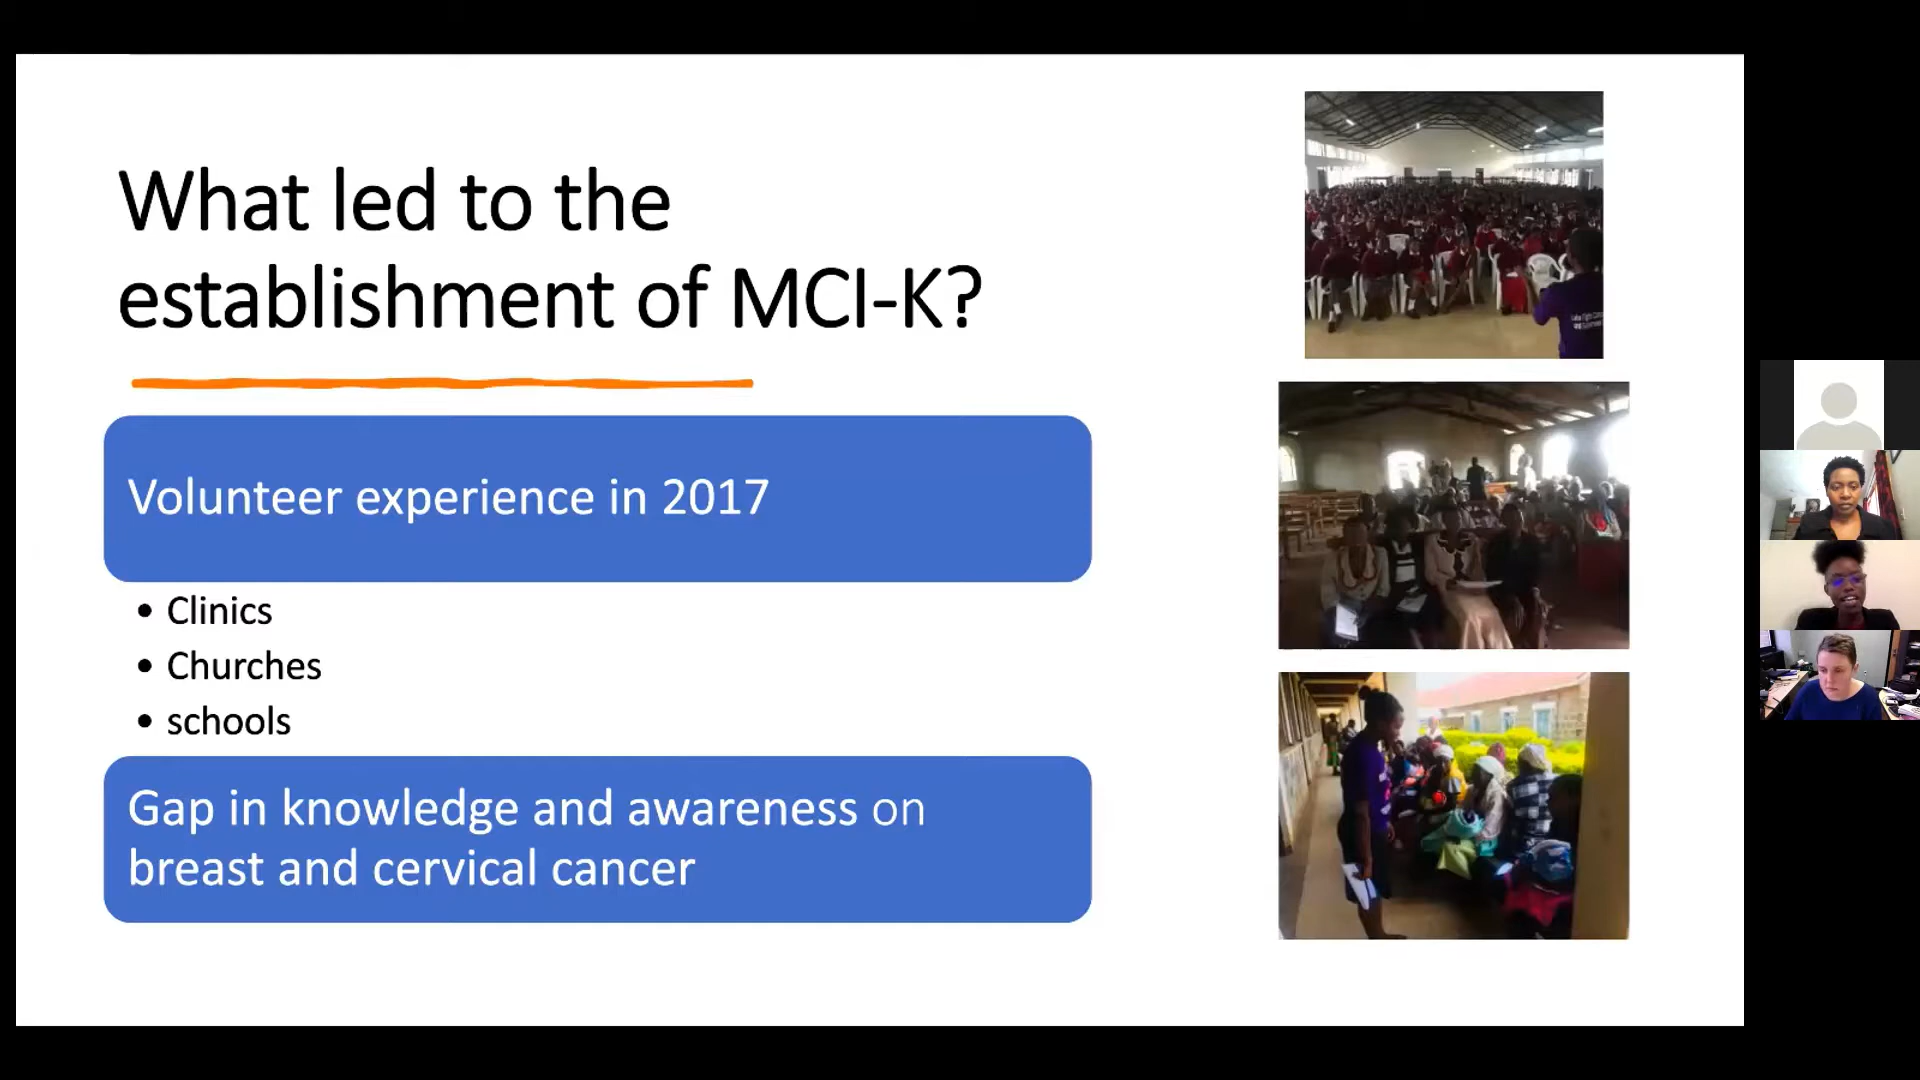 What led to the
establishment of MCI-K?
Volunteer experience in 2017
• Clinics
• Churches
• schools
Gap in knowledge and awareness on
breast and cervical cancer